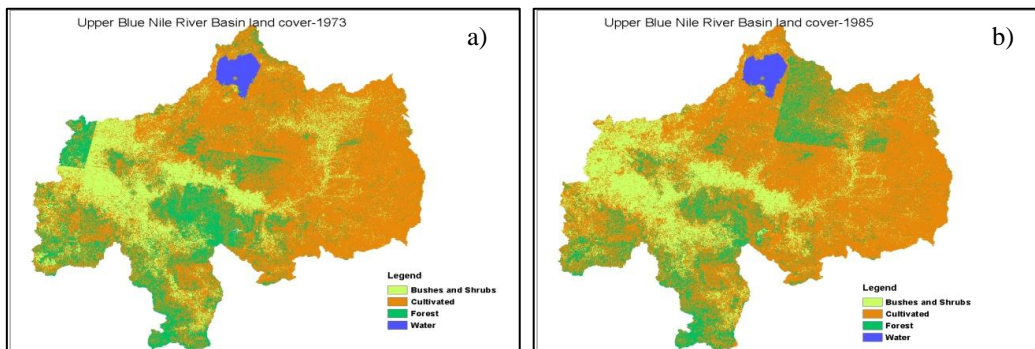 Upper Blue Nile River Basin land cover-1973
a)
Legend
Bushes and Shrubs
Cultivated
Forest
Water
Upper Blue Nile River Basin land cover-1985
b)
Legend
Bushes and Shrubs
Cultivated
Forest
Water